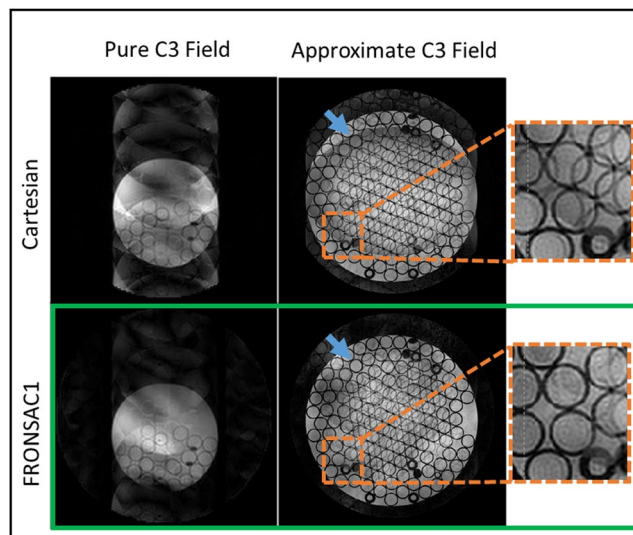 Pure C3 Field
Approximate C3 Field
Cartesian
FRONSAC1